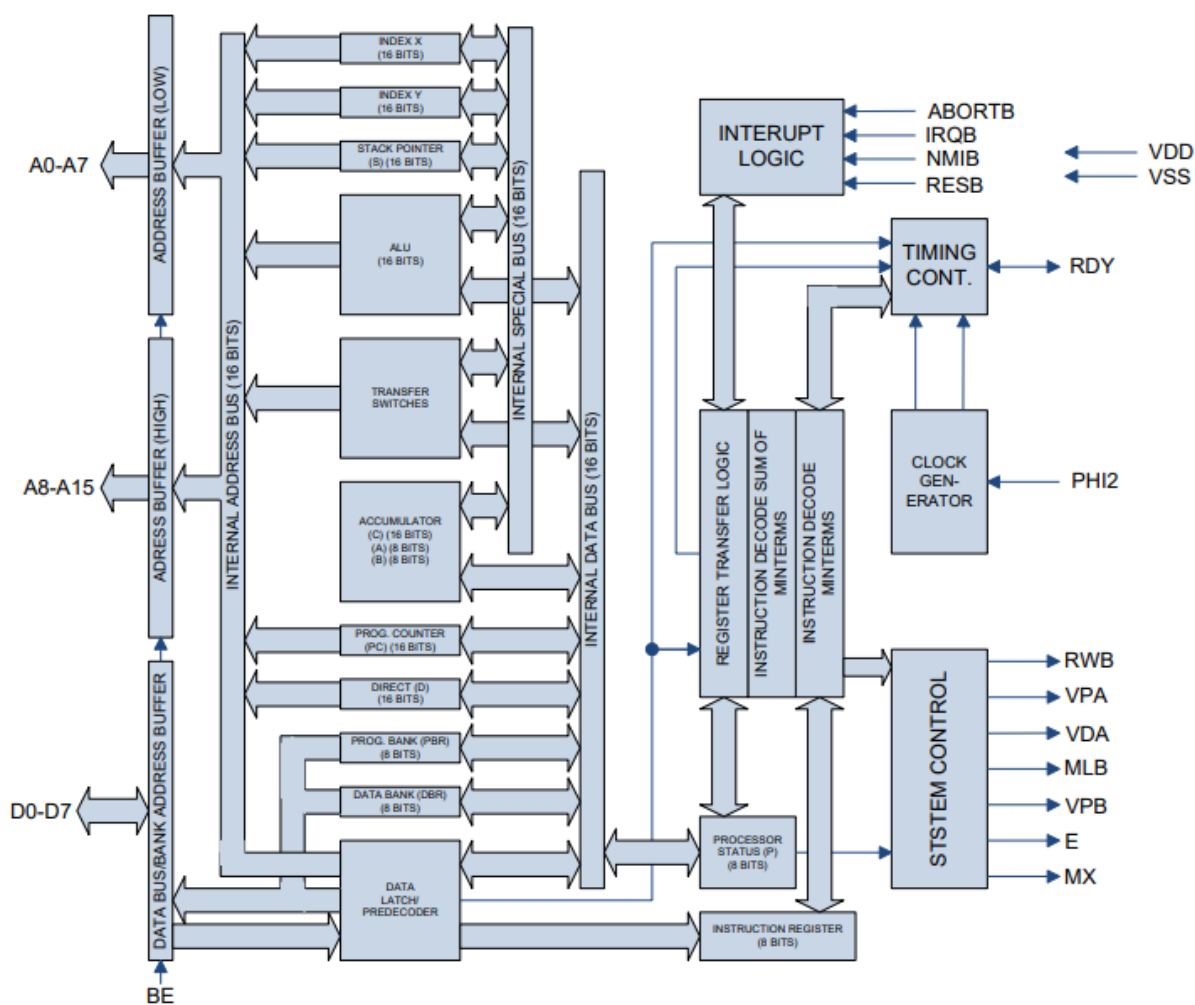 INDEX X
(16 BITS)
INDEX Y
(16 BITS)
STACK POINTER
(S) (16 BITS)
ALU
(16 BITS)
TRANSFER
SWITCHES
ACCUMULATOR
(C) (16 BITS)
(A) (8 BITS)
(B) (8 BITS)
PROG. COUNTER
(PC) (16 BITS)
DIRECT (D)
(16 BITS)
PROG. BANK (PBR)
(8 BITS)
DATA BANK (DBR)
(8 BITS)
DATA
LATCH/
PREDECODER
ADDRESS BUFFER (LOW)
ADRESS BUFFER (HIGH)
DATA BUS/BANK ADDRESS BUFFER
INTERNAL ADDRESS BUS (16 BITS)
INTERNAL SPECIAL BUS (16 BITS)
INTERNAL DATA BUS (16 BITS)
A0-A7
A8-A15
D0-D7
BE
INTERUPT
LOGIC
ABORTB
IRQB
NMIB
RESB
VDD
VSS
TIMING
CONT.
RDY
CLOCK
GEN-
ERATOR
PHI2
REGISTER TRANSFER LOGIC
INSTRUCTION DECODE SUM OF
MINTERMS
INSTRUCTION DECODE
MINTERMS
STSTEM CONTROL
RWB
VPA
VDA
MLB
VPB
E
MX
PROCESSOR
STATUS (P)
(8 BITS)
INSTRUCTION REGISTER
(8 BITS)